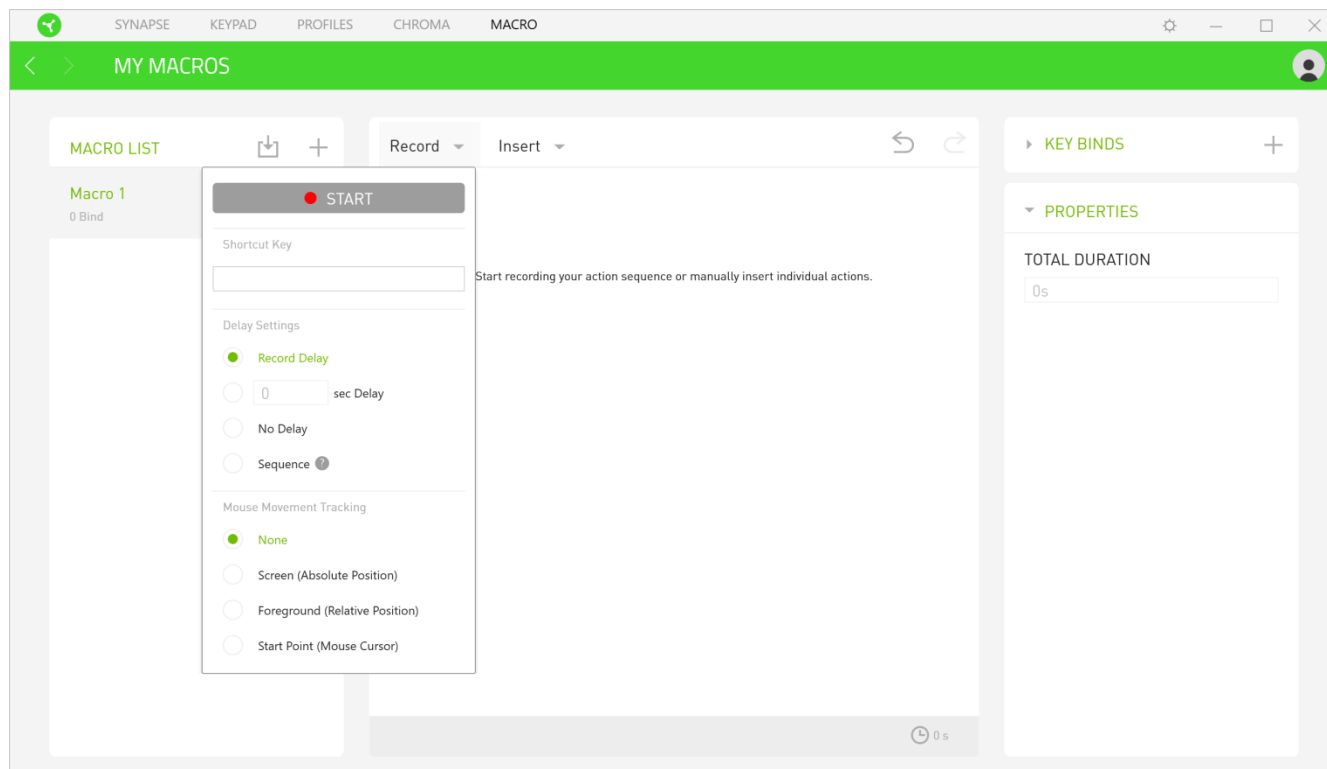 SYNAPSE KEYPAD PROFILES CHROMA MACRO
MY MACROS
MACRO LIST
Macro 1
0 Bind
Record Insert
START
Shortcut Key
Start recording your action sequence or manually insert individual actions.
Delay Settings
Record Delay
0 sec Delay
No Delay
Sequence ?
Mouse Movement Tracking
None
Screen (Absolute Position)
Foreground (Relative Position)
Start Point (Mouse Cursor)
0 s
KEY BINDS
PROPERTIES
TOTAL DURATION
0s